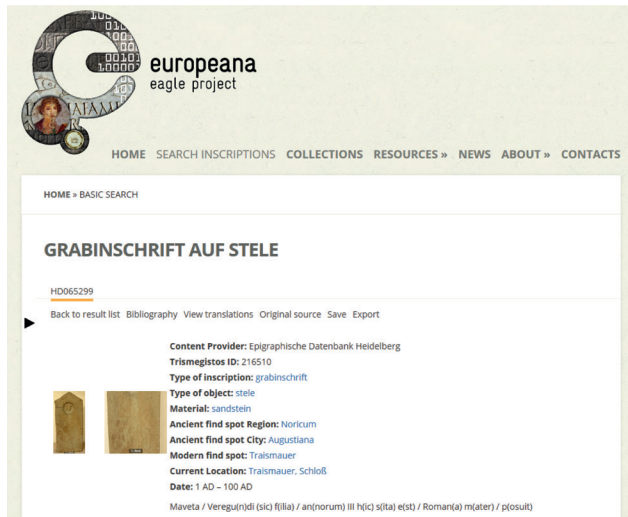 europeana
eagle project
HOME SEARCH INSCRIPTIONS COLLECTIONS RESOURCES » NEWS ABOUT » CONTACTS
HOME » BASIC SEARCH
GRABINSCHRIFT AUF STELE
HD065299
Back to result list Bibliography View translations Original source Save Export
Content Provider: Epigraphische Datenbank Heidelberg
Trismegistos ID: 216510
Type of inscription: grabinschrift
Type of object: stele
Material: sandstein
Ancient find spot Region: Noricum
Ancient find spot City: Augustiana
Modern find spot: Traismauer
Current Location: Traismauer, Schloß
Date: 1 AD – 100 AD
Maveta / Veregu(n)di (sic) f(ilia) / an(norum) III h(ic) s(ita) e(st) / Roman(a) m(ater) / p(osuit)